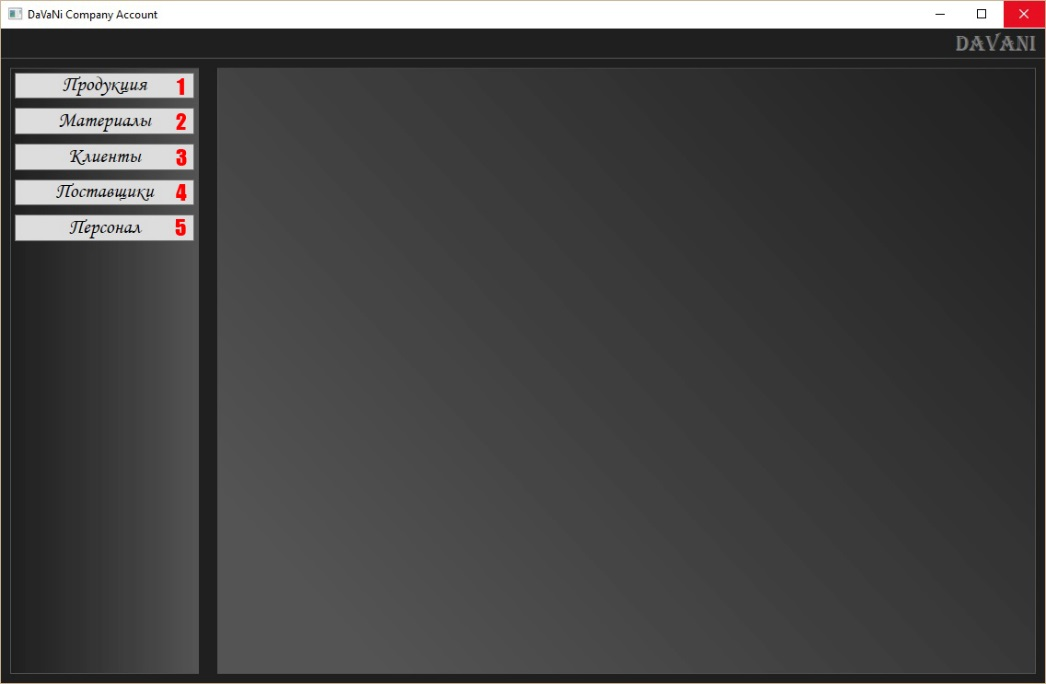 DaVaNi Company Account
DAVANI
Продукция 1
Материалы 2
Клиенты 3
Поставщики 4
Персонал 5